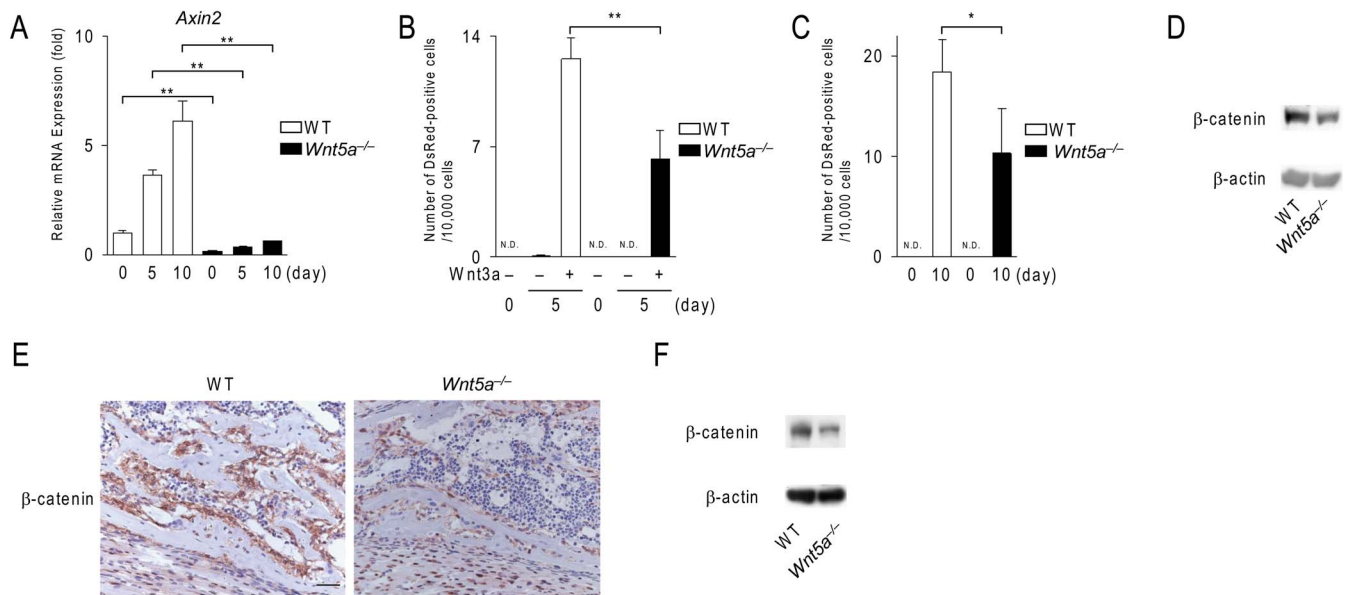 A
Axin2
Relative mRNA Expression (fold)
10
5
0
**
**
**
WT
Wnt5a–/–
0 5 10 0 5 10 (day)
B
Number of DsRed-positive cells
/10,000 cells
14
7
0
**
WT
Wnt5a–/–
N.D. N.D. N.D.
Wnt3a – – + – – +
0 5 0 5 (day)
C
Number of DsRed-positive cells
/10,000 cells
20
10
0
*
WT
Wnt5a–/–
N.D. N.D.
0 10 0 10 (day)
D
β-catenin
β-actin
WT
Wnt5a–/–
E
WT Wnt5a–/–
β-catenin
F
β-catenin
β-actin
WT
Wnt5a–/–